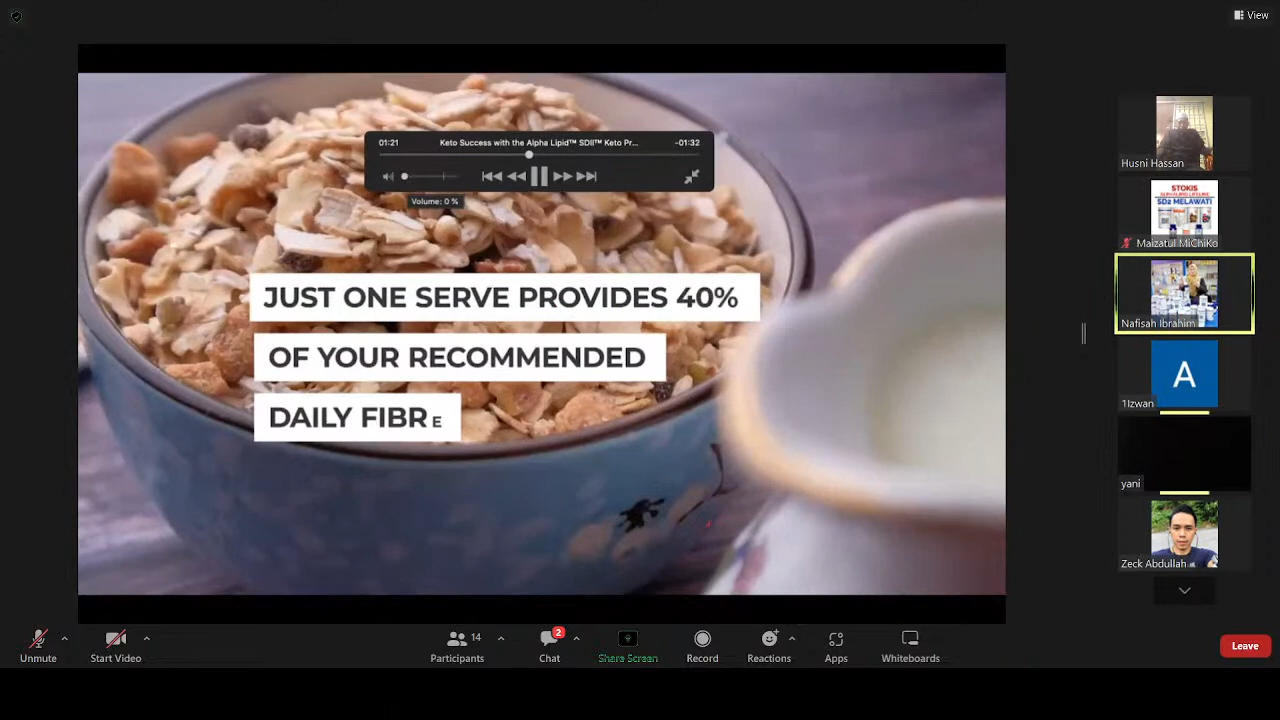 View
01:21 Keto Success with the Alpha Lipid™ SDII™ Keto Pr... -01:32
Volume: 0 %
JUST ONE SERVE PROVIDES 40%
OF YOUR RECOMMENDED
DAILY FIBRE
Husni Hassan
STOKIS
ALPHALIPID LIFELINE
SD2 MELAWATI
Maizatul MiChiKo
Nafisah Ibrahim
A
1Izwan
yani
Zeck Abdullah
Unmute
Start Video
14
Participants
2
Chat
Share Screen
Record
Reactions
Apps
Whiteboards
Leave